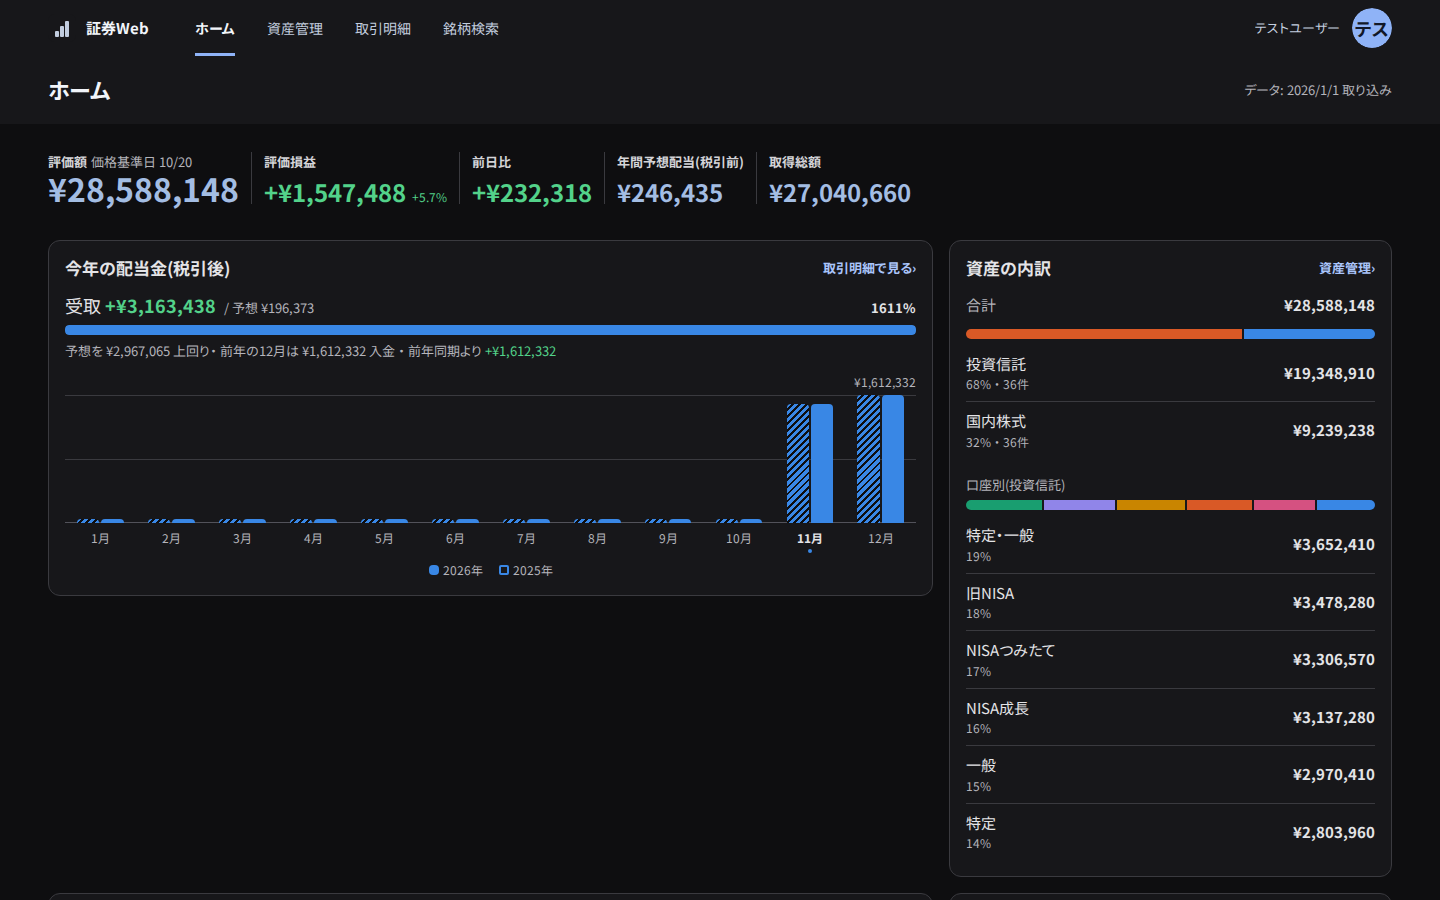 証券Web ホーム 資産管理 取引明細 銘柄検索 テストユーザー テス
ホーム データ: 2026/1/1 取り込み
評価額 価格基準日 10/20
¥28,588,148
評価損益
+¥1,547,488 +5.7%
前日比
+¥232,318
年間予想配当(税引前)
¥246,435
取得総額
¥27,040,660
今年の配当金(税引後) 取引明細で見る›
受取 +¥3,163,438 / 予想 ¥196,373 1611%
予想を ¥2,967,065 上回り・前年の12月は ¥1,612,332 入金・前年同期より +¥1,612,332
¥1,612,332
1月 2月 3月 4月 5月 6月 7月 8月 9月 10月 11月 12月
2026年 2025年
資産の内訳 資産管理›
合計 ¥28,588,148
投資信託 ¥19,348,910
68%・36件
国内株式 ¥9,239,238
32%・36件
口座別(投資信託)
特定・一般 ¥3,652,410
19%
旧NISA ¥3,478,280
18%
NISAつみたて ¥3,306,570
17%
NISA成長 ¥3,137,280
16%
一般 ¥2,970,410
15%
特定 ¥2,803,960
14%